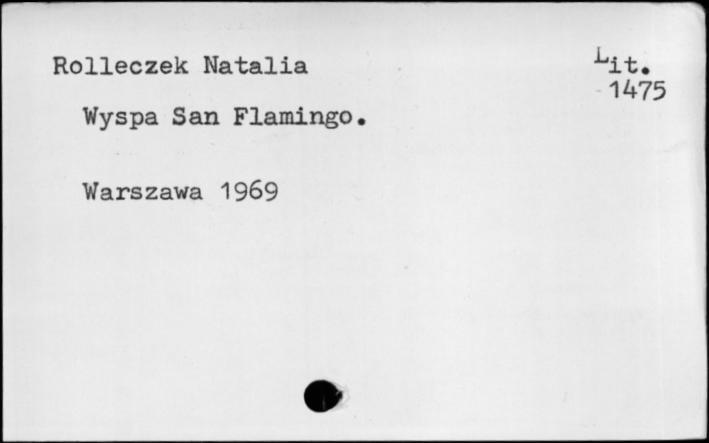 Rolleczek Natalia
Lit.
1475
Wyspa San Flamingo.
Warszawa 1969